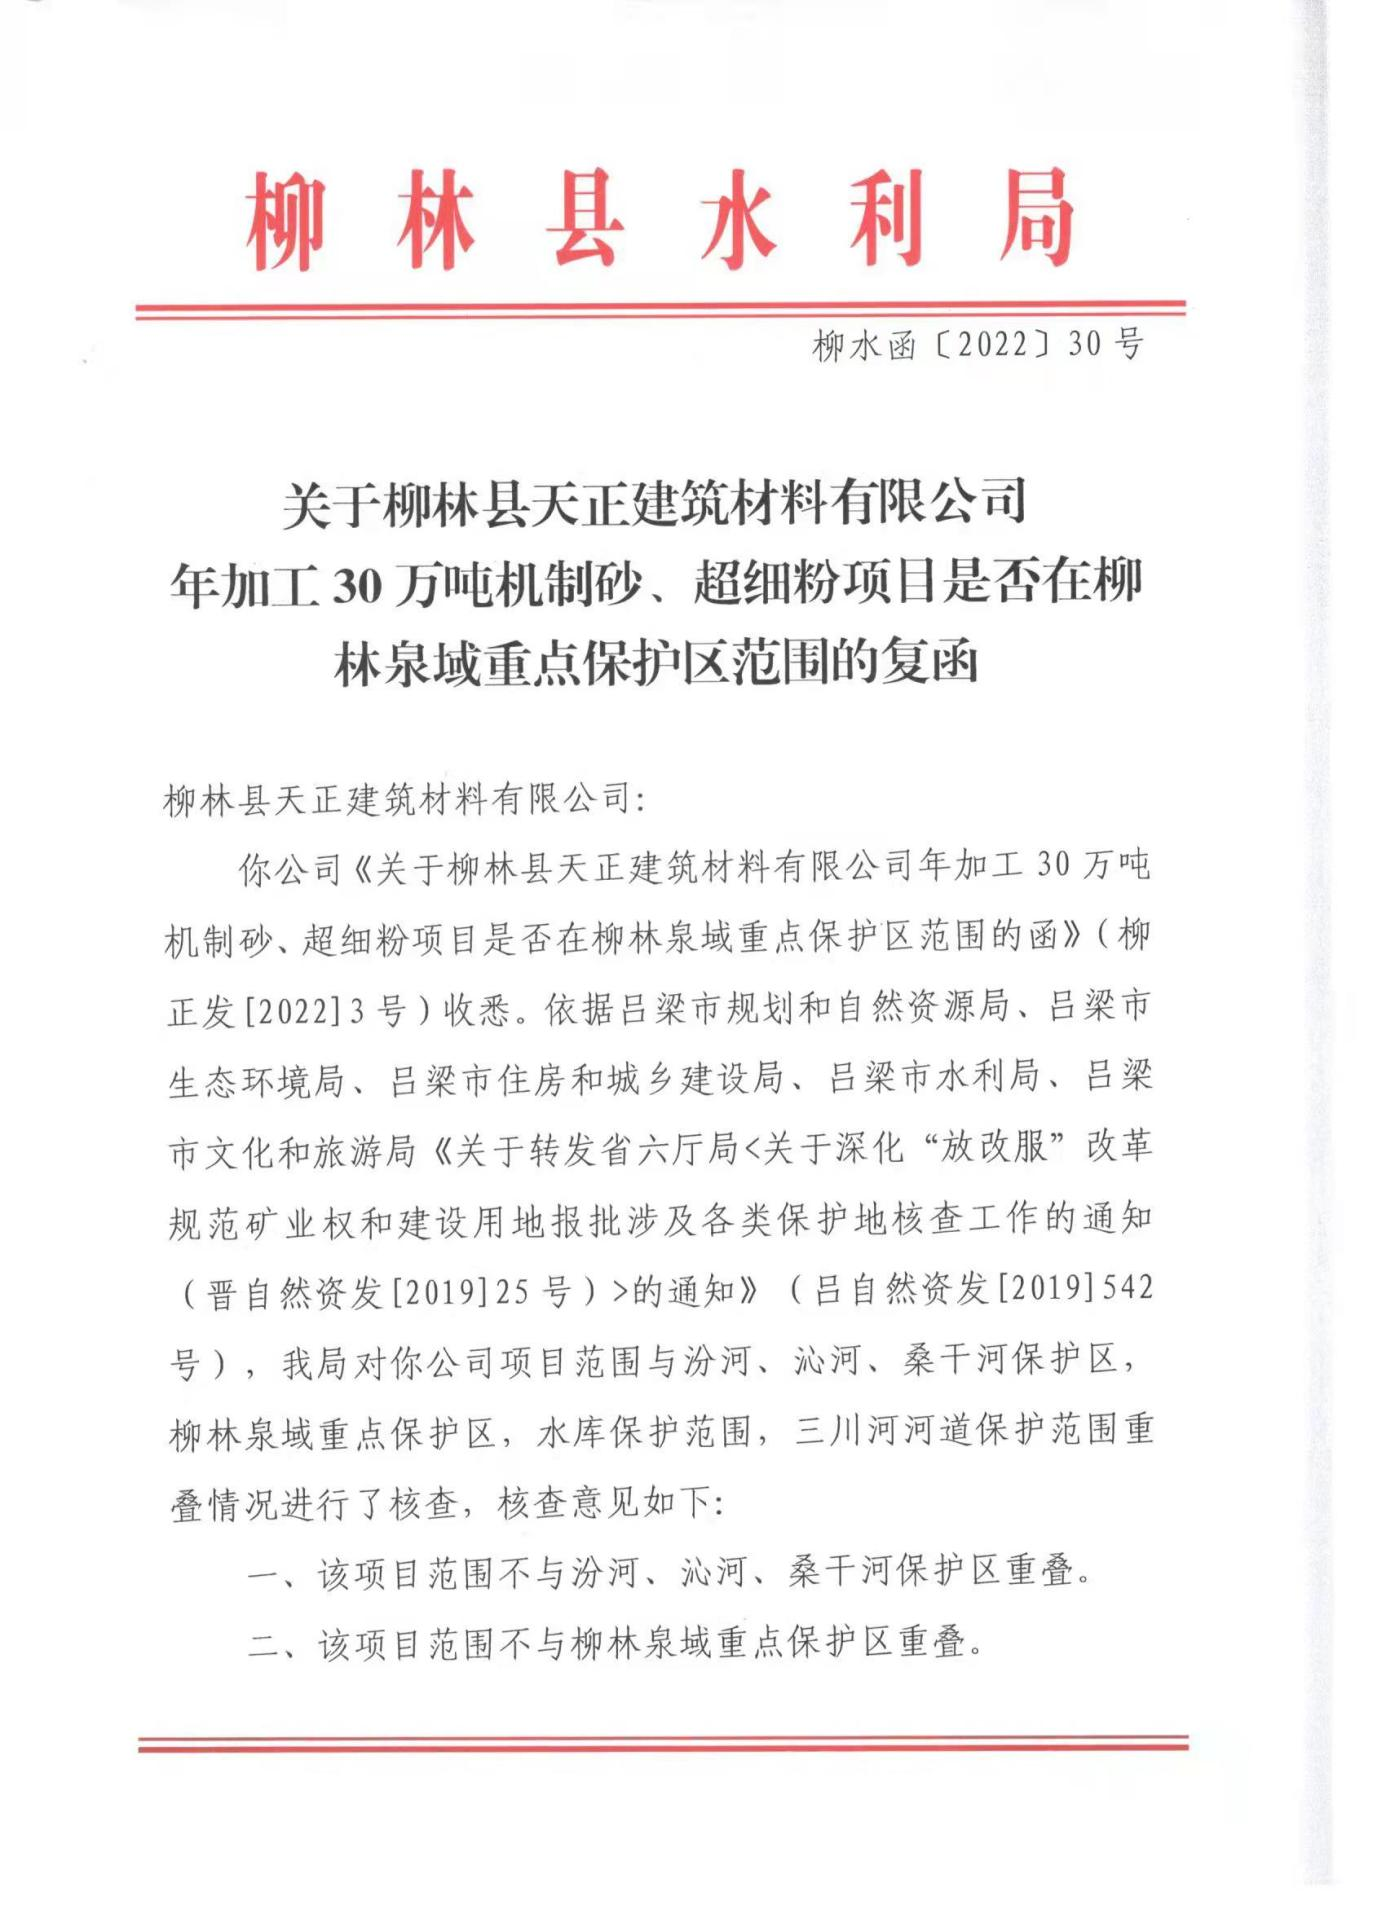 柳林县水利局
柳水函〔2022〕30号
关于柳林县天正建筑材料有限公司
年加工30万吨机制砂、超细粉项目是否在柳
林泉域重点保护区范围的复函
柳林县天正建筑材料有限公司：
你公司《关于柳林县天正建筑材料有限公司年加工30万吨
机制砂、超细粉项目是否在柳林泉域重点保护区范围的函》（柳
正发[2022]3号）收悉。依据吕梁市规划和自然资源局、吕梁市
生态环境局、吕梁市住房和城乡建设局、吕梁市水利局、吕梁
市文化和旅游局《关于转发省六厅局<关于深化“放改服”改革
规范矿业权和建设用地报批涉及各类保护地核查工作的通知
（晋自然资发[2019]25号）>的通知》（吕自然资发[2019]542
号），我局对你公司项目范围与汾河、沁河、桑干河保护区，
柳林泉域重点保护区，水库保护范围，三川河河道保护范围重
叠情况进行了核查，核查意见如下：
一、该项目范围不与汾河、沁河、桑干河保护区重叠。
二、该项目范围不与柳林泉域重点保护区重叠。